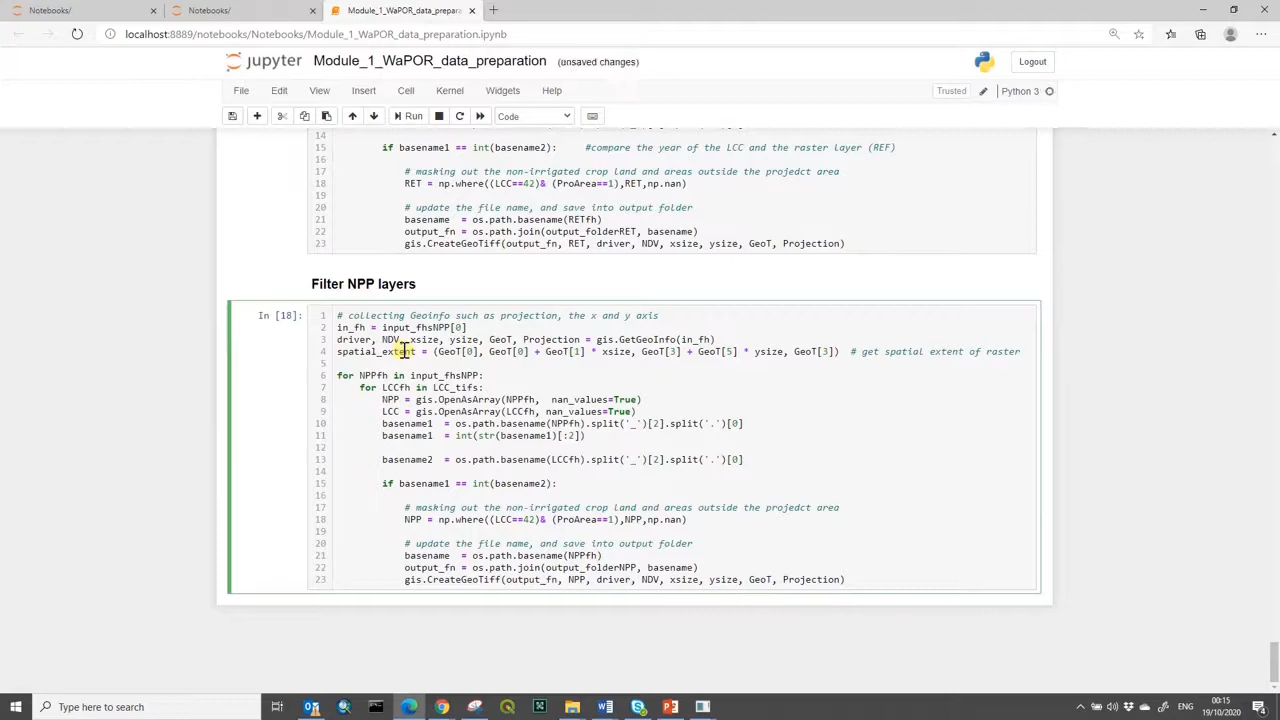 Notebooks/
Notebooks/
Module_1_WaPOR_data_prepara
localhost:8889/notebooks/Notebooks/Module_1_WaPOR_data_preparation.ipynb
jupyter Module_1_WaPOR_data_preparation (unsaved changes)
Logout
File Edit View Insert Cell Kernel Widgets Help
Trusted Python 3
Run Code
14
15 if basename1 == int(basename2): #compare the year of the LCC and the raster layer (REF)
16
17 # masking out the non-irrigated crop land and areas outside the projedct area
18 RET = np.where((LCC==42)& (ProArea==1),RET,np.nan)
19
20 # update the file name, and save into output folder
21 basename = os.path.basename(RETfh)
22 output_fn = os.path.join(output_folderRET, basename)
23 gis.CreateGeoTiff(output_fn, RET, driver, NDV, xsize, ysize, GeoT, Projection)
Filter NPP layers
In [18]:
1 # collecting Geoinfo such as projection, the x and y axis
2 in_fh = input_fhsNPP[0]
3 driver, NDV, xsize, ysize, GeoT, Projection = gis.GetGeoInfo(in_fh)
4 spatial_extent = (GeoT[0], GeoT[0] + GeoT[1] * xsize, GeoT[3] + GeoT[5] * ysize, GeoT[3]) # get spatial extent of raster
5
6 for NPPfh in input_fhsNPP:
7 for LCCfh in LCC_tifs:
8 NPP = gis.OpenAsArray(NPPfh, nan_values=True)
9 LCC = gis.OpenAsArray(LCCfh, nan_values=True)
10 basename1 = os.path.basename(NPPfh).split('_')[2].split('.')[0]
11 basename1 = int(str(basename1)[:2])
12
13 basename2 = os.path.basename(LCCfh).split('_')[2].split('.')[0]
14
15 if basename1 == int(basename2):
16
17 # masking out the non-irrigated crop land and areas outside the projedct area
18 NPP = np.where((LCC==42)& (ProArea==1),NPP,np.nan)
19
20 # update the file name, and save into output folder
21 basename = os.path.basename(NPPfh)
22 output_fn = os.path.join(output_folderNPP, basename)
23 gis.CreateGeoTiff(output_fn, NPP, driver, NDV, xsize, ysize, GeoT, Projection)
Type here to search
ENG
00:15
19/10/2020